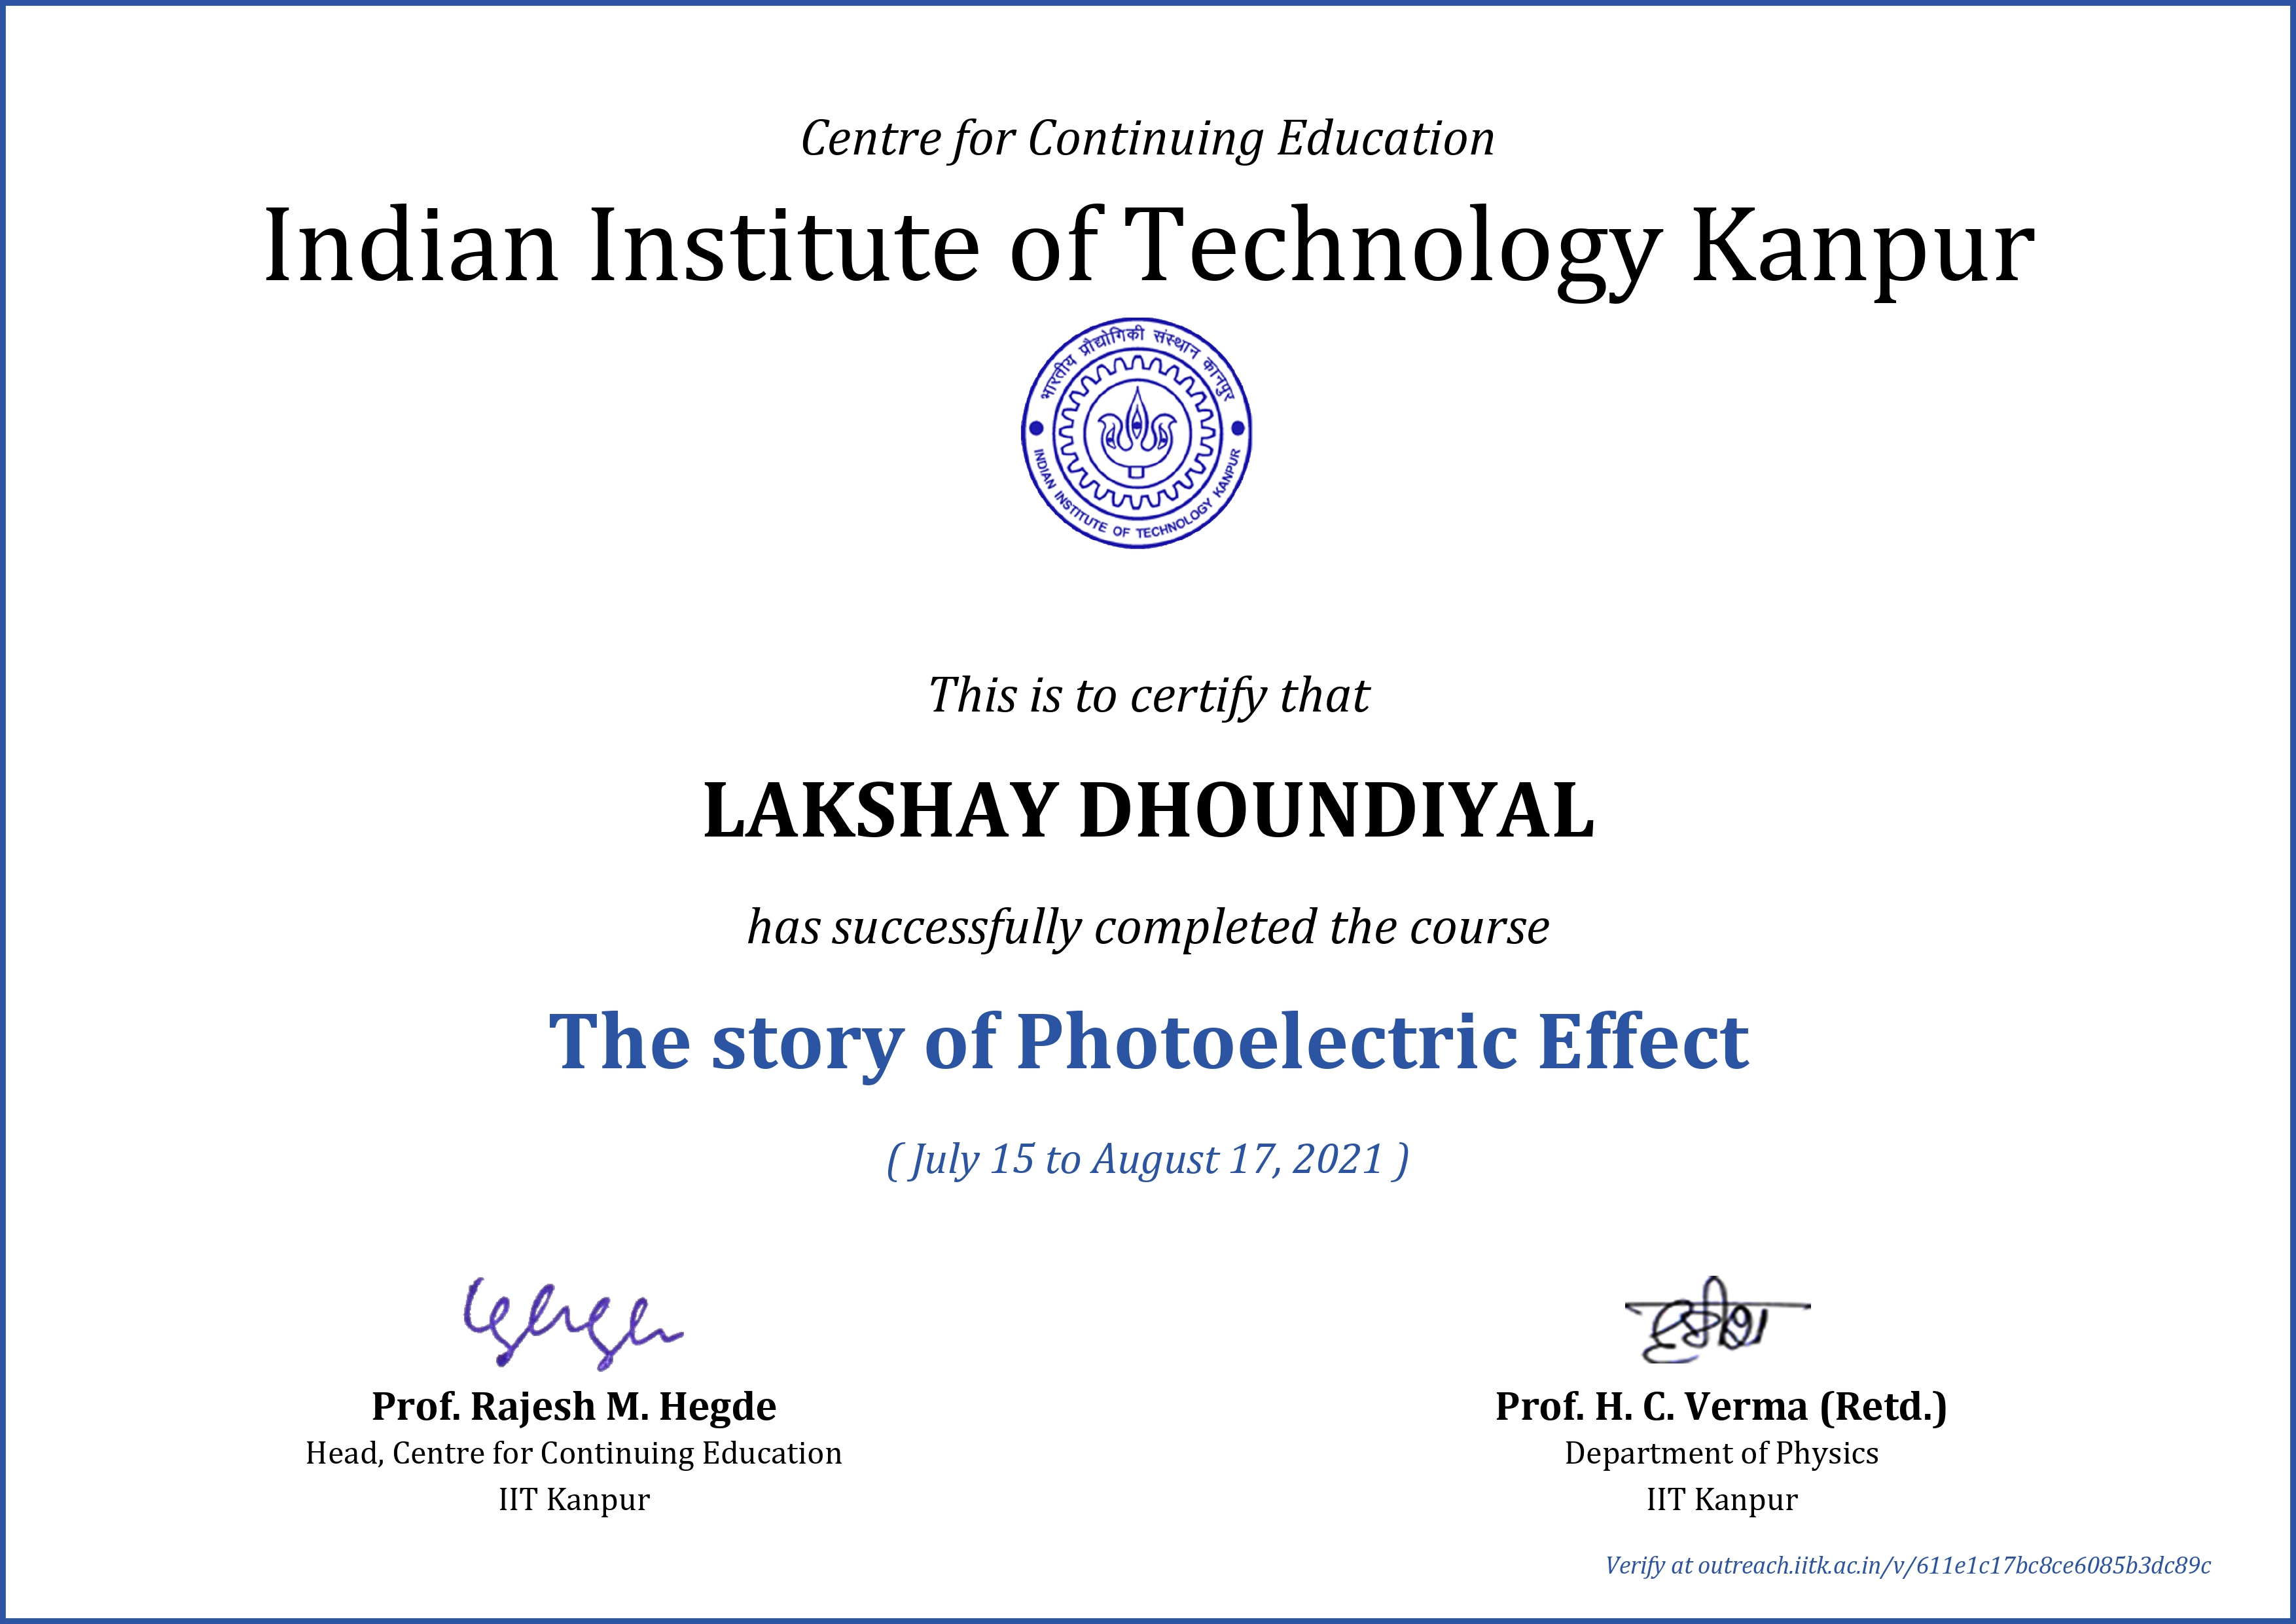 Centre for Continuing Education
Indian Institute of Technology Kanpur
भारतीय प्रौद्योगिकी संस्थान कानपुर
INDIAN INSTITUTE OF TECHNOLOGY KANPUR
This is to certify that
LAKSHAY DHOUNDIYAL
has successfully completed the course
The story of Photoelectric Effect
( July 15 to August 17, 2021 )
Prof. Rajesh M. Hegde
Head, Centre for Continuing Education
IIT Kanpur
Prof. H. C. Verma (Retd.)
Department of Physics
IIT Kanpur
Verify at outreach.iitk.ac.in/v/611e1c17bc8ce6085b3dc89c